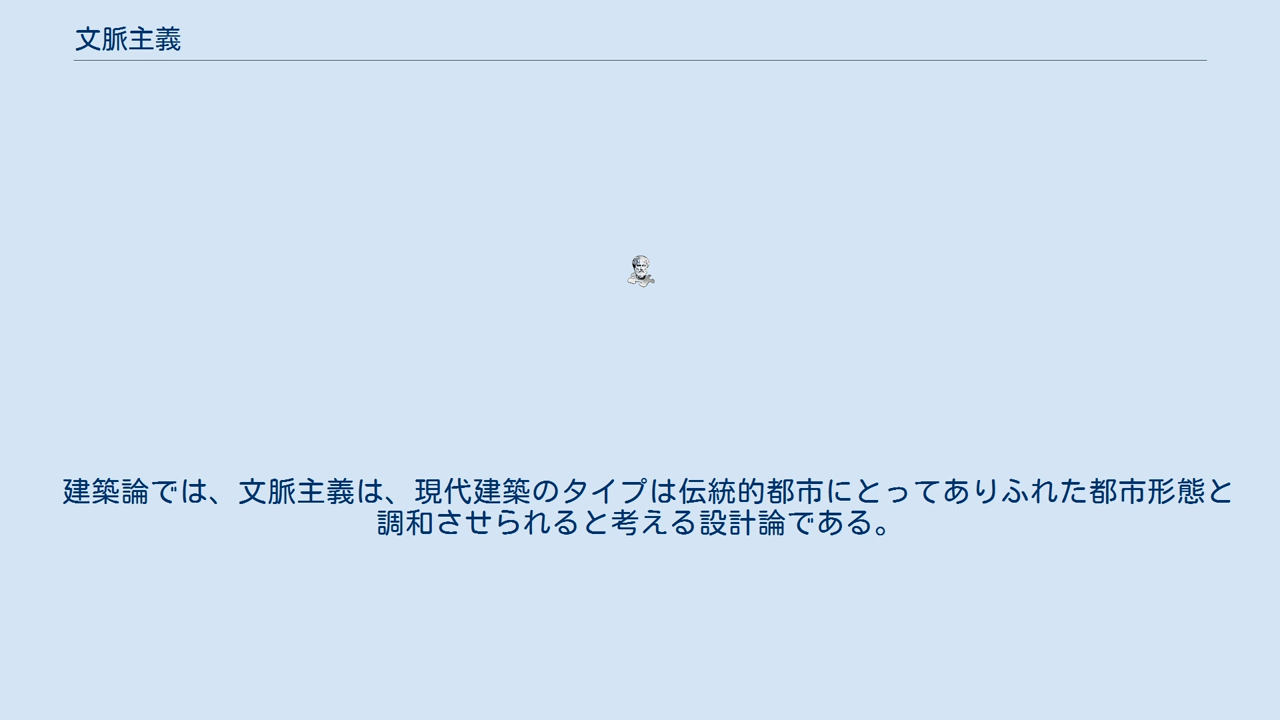 文脈主義
建築論では、文脈主義は、現代建築のタイプは伝統的都市にとってありふれた都市形態と
調和させられると考える設計論である。